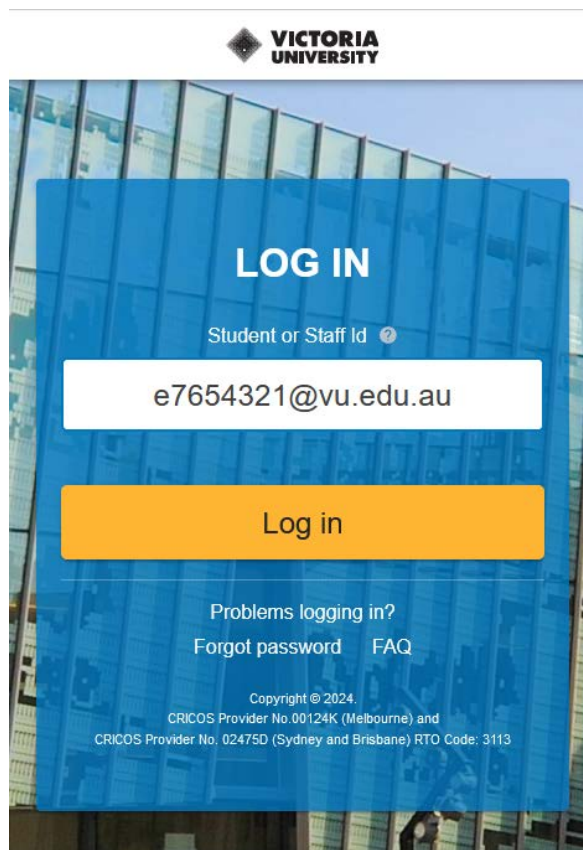 VICTORIA
UNIVERSITY
LOG IN
Student or Staff Id ?
e7654321@vu.edu.au
Log in
Problems logging in?
Forgot password FAQ
Copyright © 2024.
CRICOS Provider No.00124K (Melbourne) and
CRICOS Provider No. 02475D (Sydney and Brisbane) RTO Code: 3113